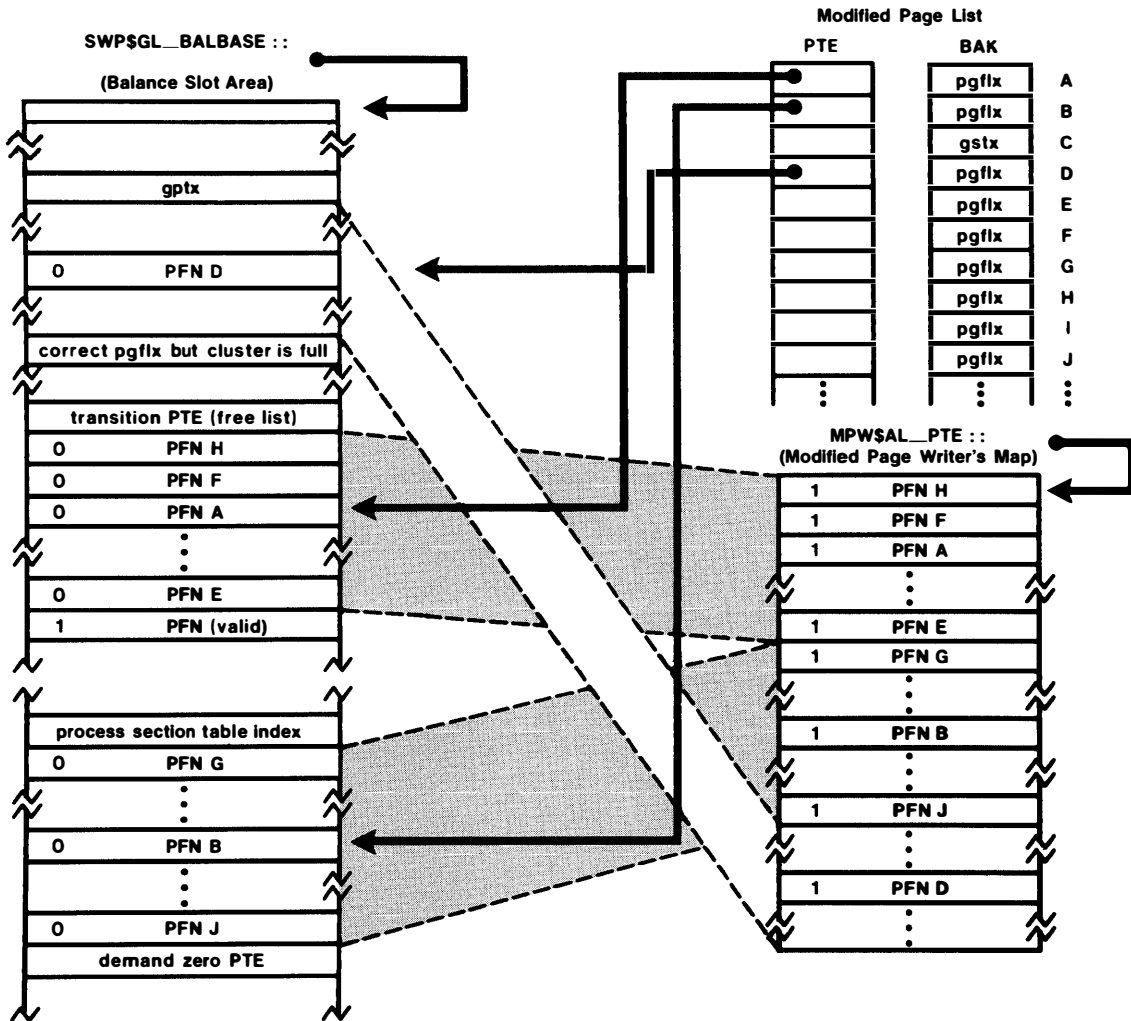 SWP$GL__BALBASE ::
(Balance Slot Area)
gptx
0 PFN D
correct pgflx but cluster is full
transition PTE (free list)
0 PFN H
0 PFN F
0 PFN A
0 PFN E
1 PFN (valid)
process section table index
0 PFN G
0 PFN B
0 PFN J
demand zero PTE
Modified Page List
PTE BAK
pgflx A
pgflx B
gstx C
pgflx D
pgflx E
pgflx F
pgflx G
pgflx H
pgflx I
pgflx J
MPW$AL__PTE ::
(Modified Page Writer's Map)
1 PFN H
1 PFN F
1 PFN A
1 PFN E
1 PFN G
1 PFN B
1 PFN J
1 PFN D